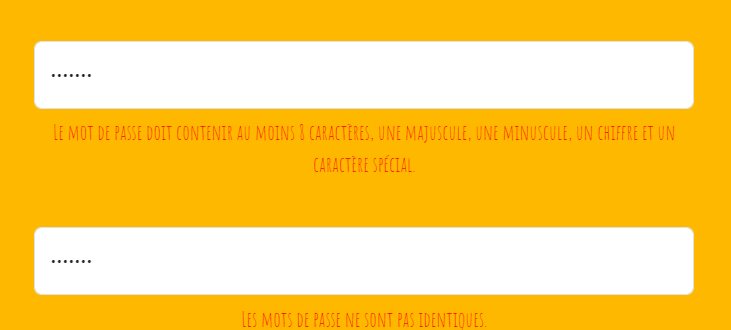 .......
Le mot de passe doit contenir au moins 8 caractères, une majuscule, une minuscule, un chiffre et un
caractère spécial.
.......
Les mots de passe ne sont pas identiques.